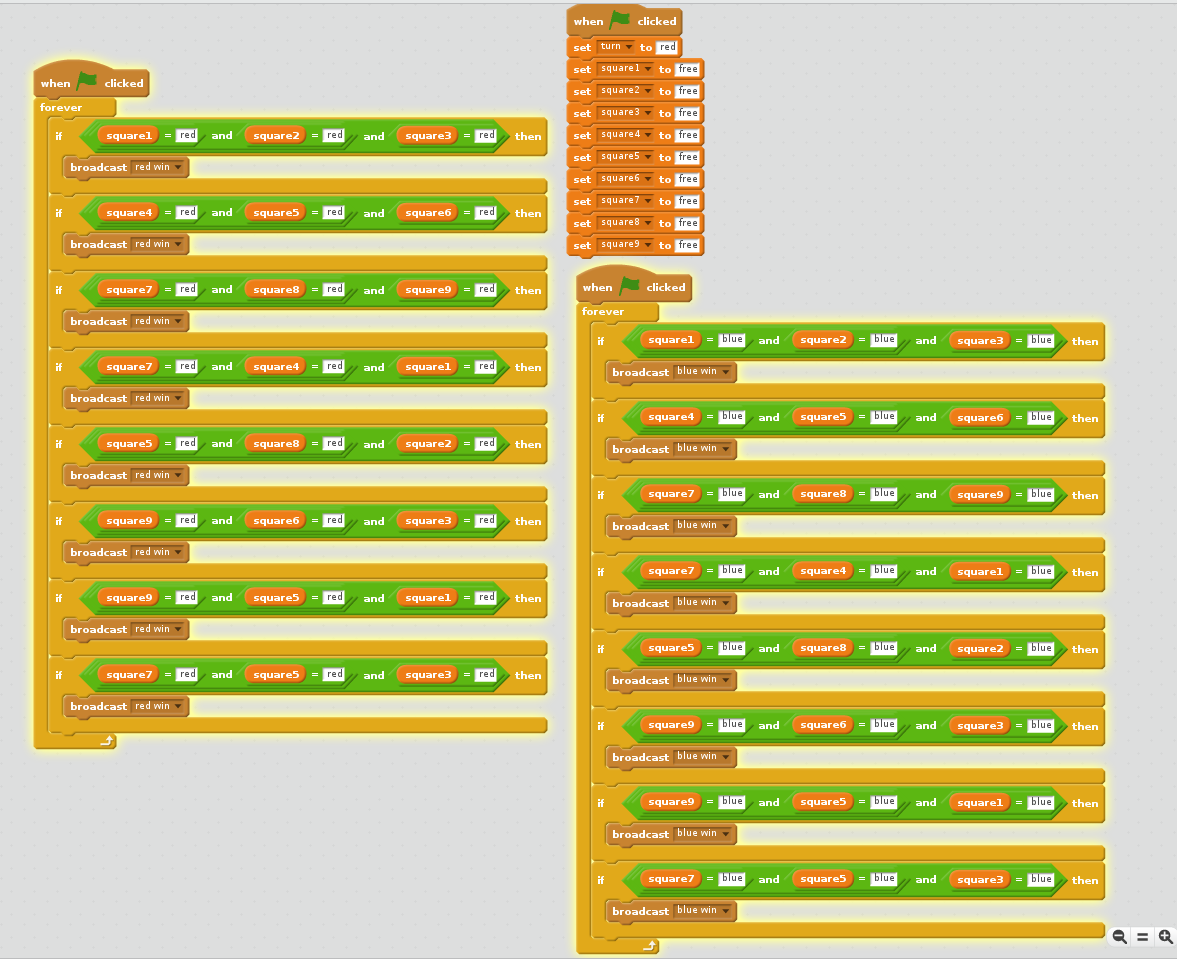 when clicked
forever
if square1 = red and square2 = red and square3 = red then
broadcast red win
if square4 = red and square5 = red and square6 = red then
broadcast red win
if square7 = red and square8 = red and square9 = red then
broadcast red win
if square7 = red and square4 = red and square1 = red then
broadcast red win
if square5 = red and square8 = red and square2 = red then
broadcast red win
if square9 = red and square6 = red and square3 = red then
broadcast red win
if square9 = red and square5 = red and square1 = red then
broadcast red win
if square7 = red and square5 = red and square3 = red then
broadcast red win
when clicked
set turn to red
set square1 to free
set square2 to free
set square3 to free
set square4 to free
set square5 to free
set square6 to free
set square7 to free
set square8 to free
set square9 to free
when clicked
forever
if square1 = blue and square2 = blue and square3 = blue then
broadcast blue win
if square4 = blue and square5 = blue and square6 = blue then
broadcast blue win
if square7 = blue and square8 = blue and square9 = blue then
broadcast blue win
if square7 = blue and square4 = blue and square1 = blue then
broadcast blue win
if square5 = blue and square8 = blue and square2 = blue then
broadcast blue win
if square9 = blue and square6 = blue and square3 = blue then
broadcast blue win
if square9 = blue and square5 = blue and square1 = blue then
broadcast blue win
if square7 = blue and square5 = blue and square3 = blue then
broadcast blue win